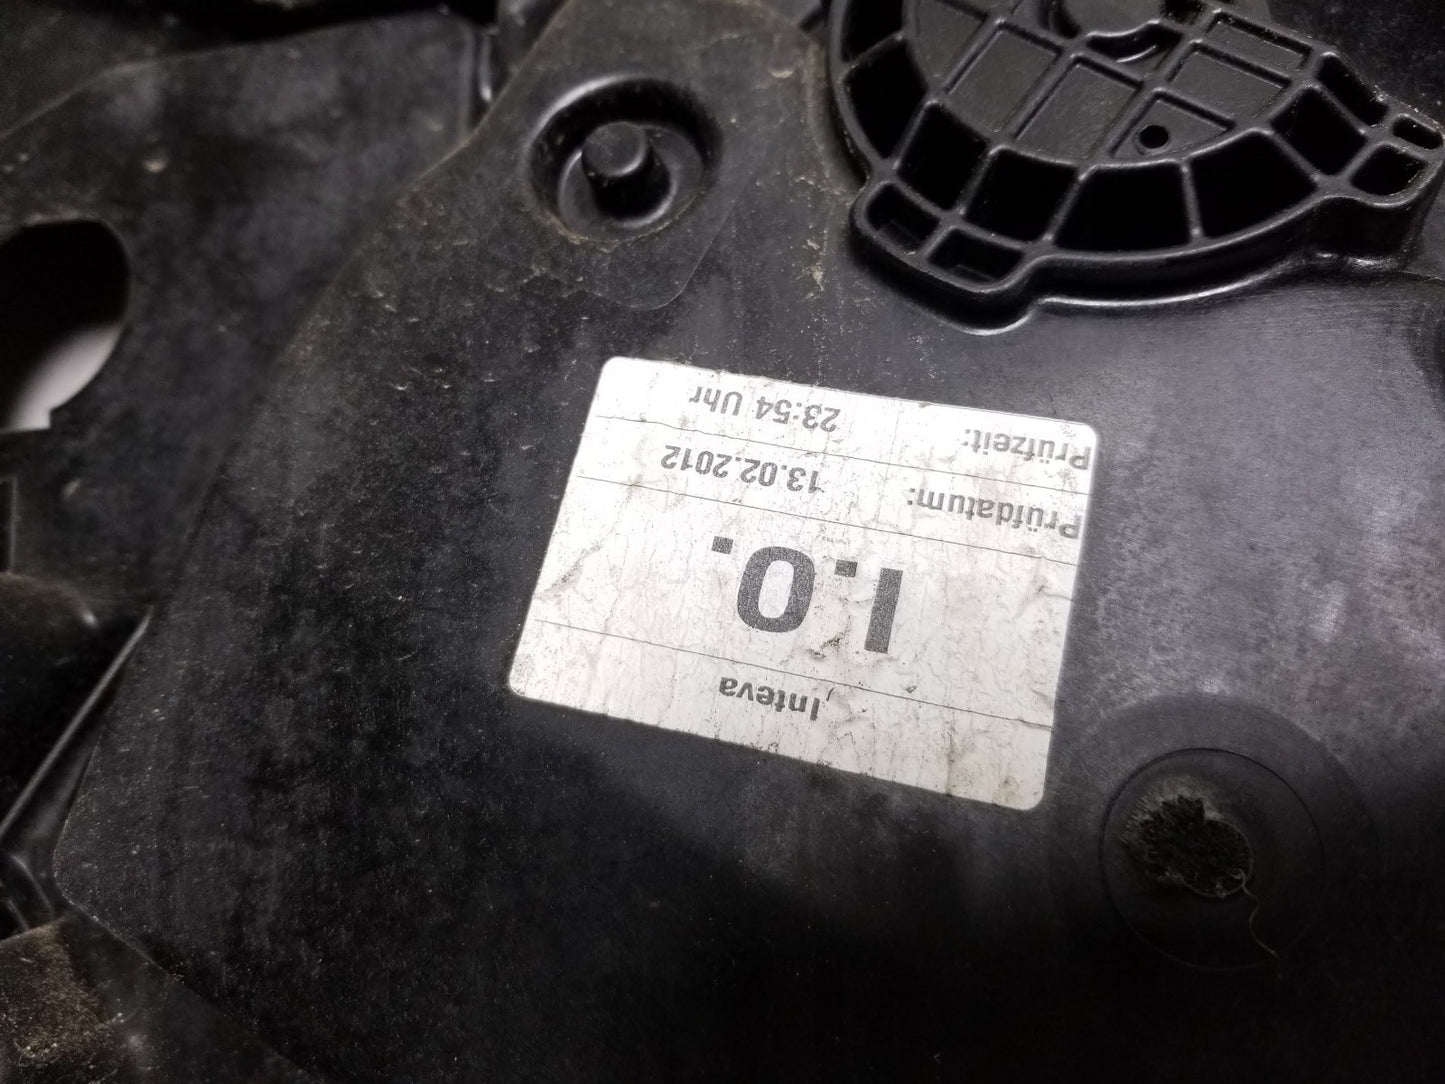 Inteva
I.O.
Prüfdatum: 13.02.2012
Prüfzeit: 23:54 Uhr